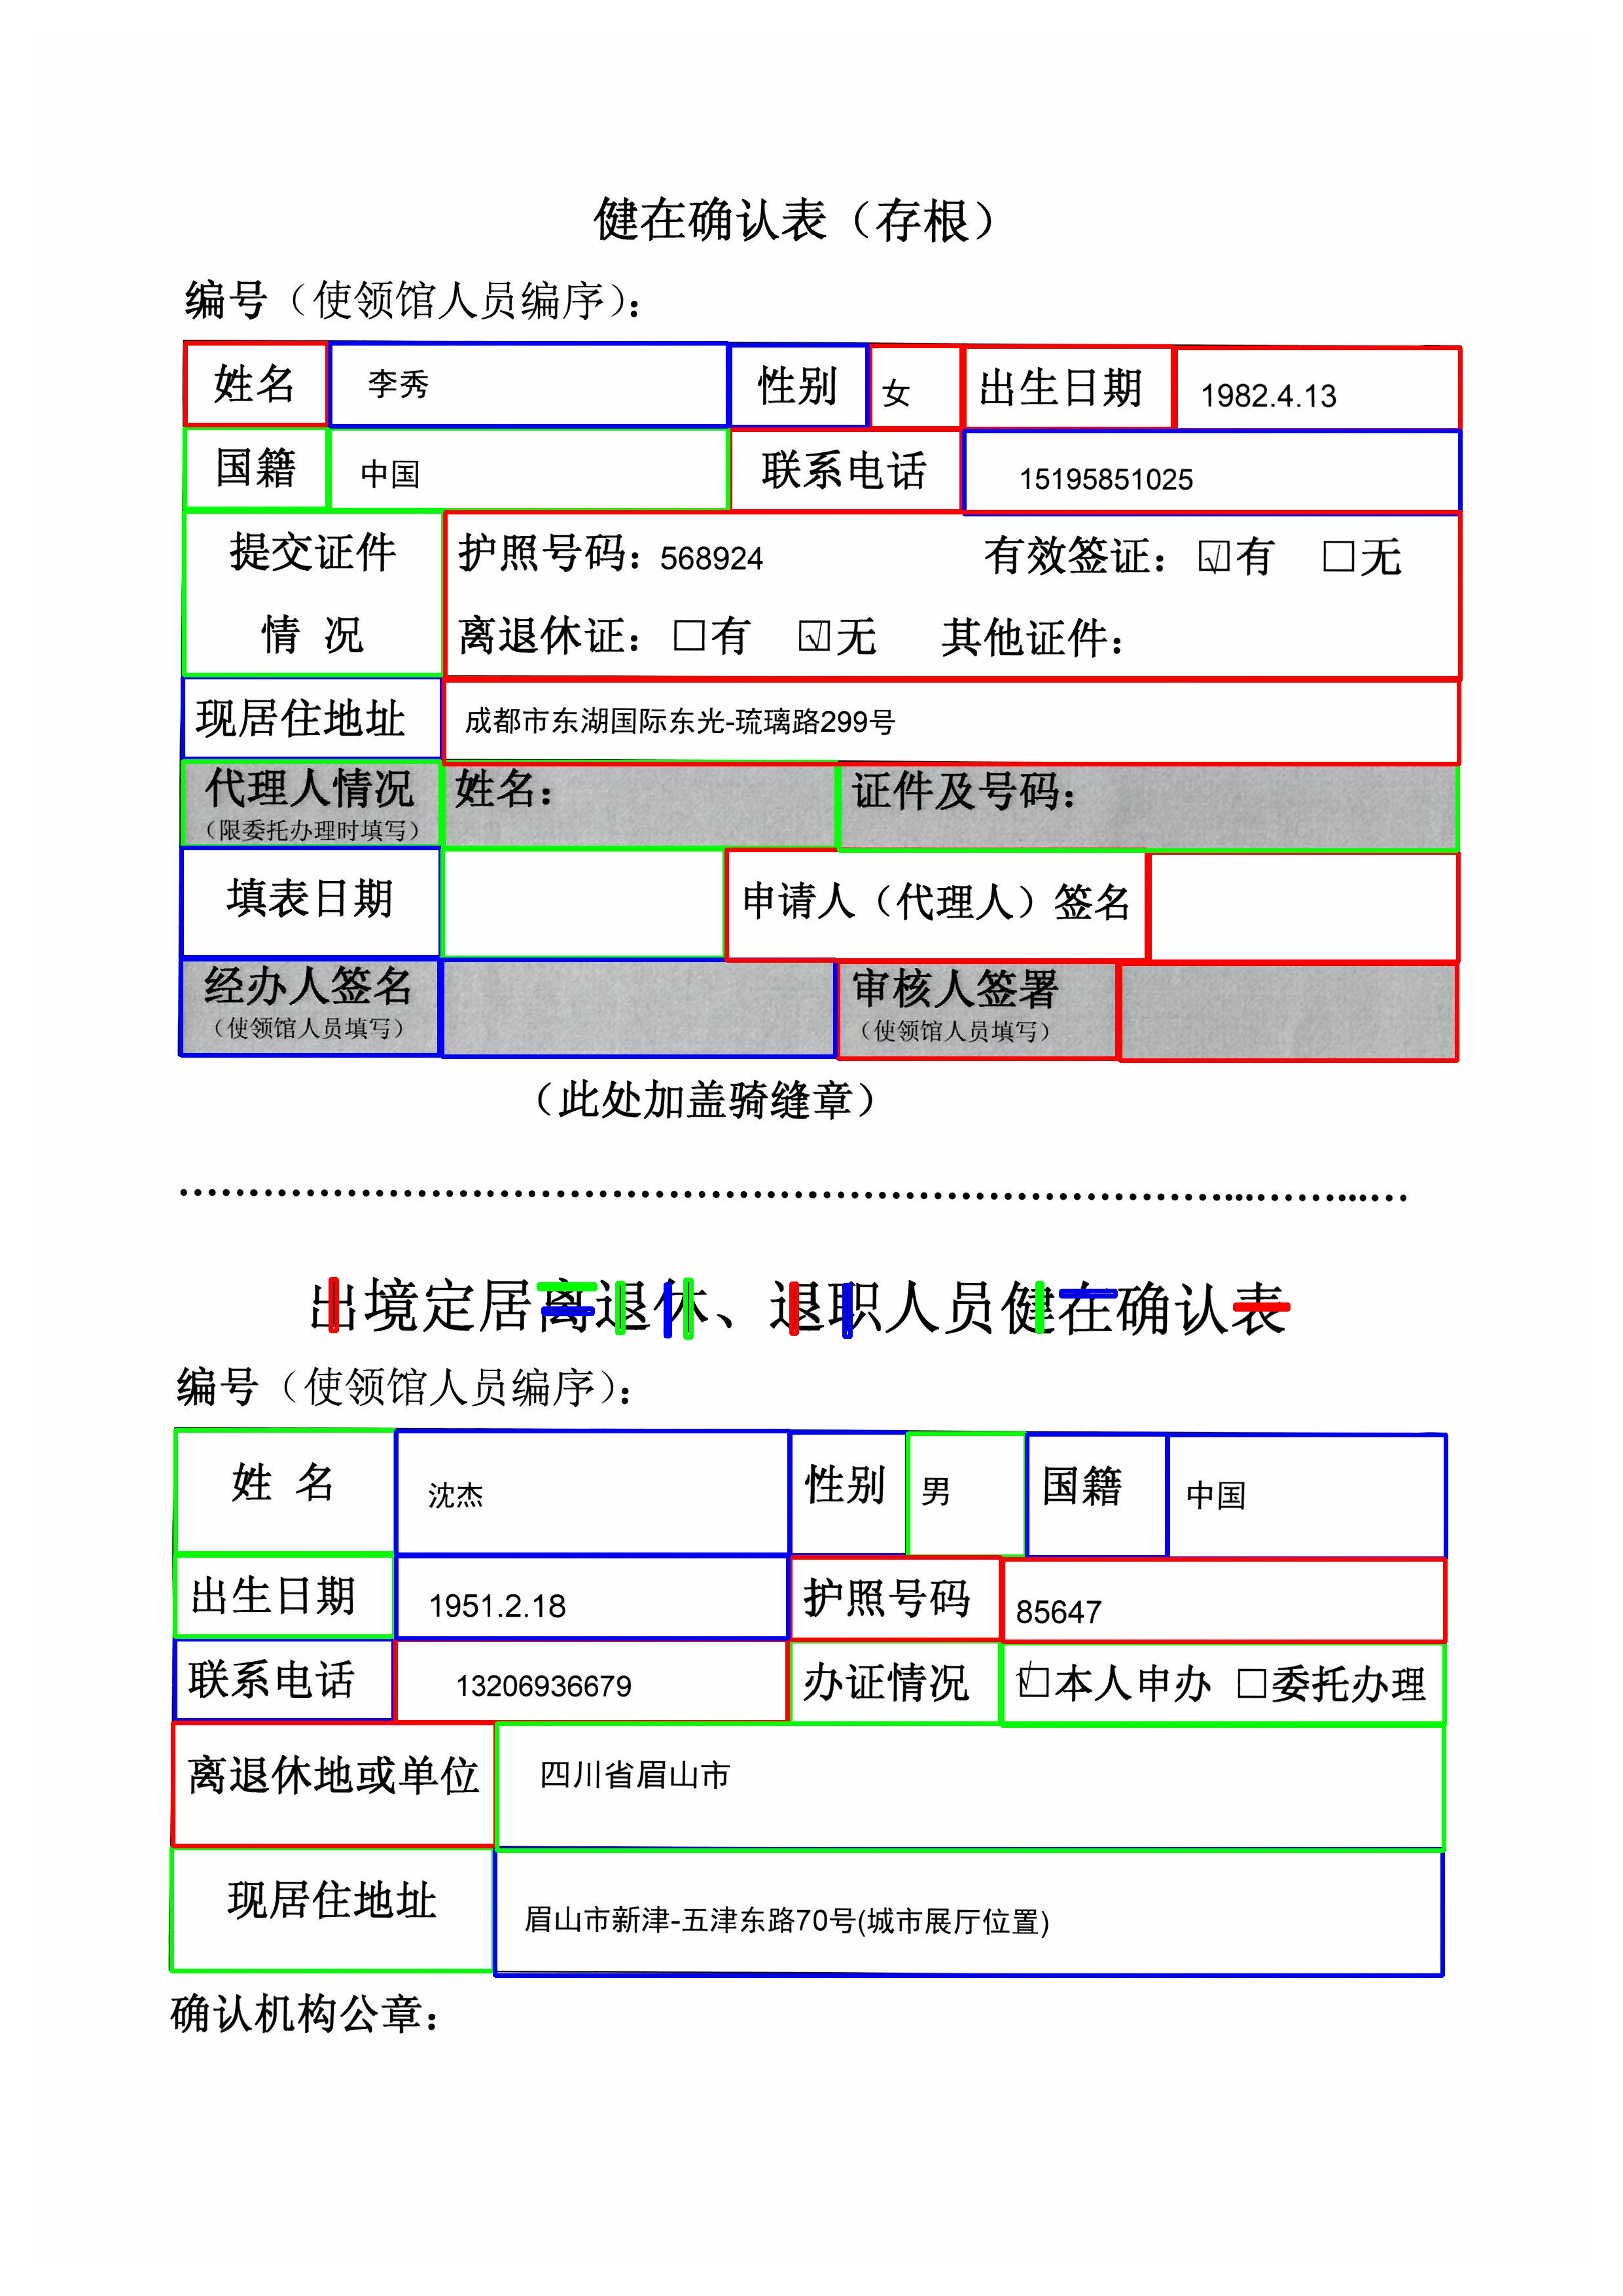 健在确认表（存根）
编号（使领馆人员编序）：
姓名 李秀 性别 女 出生日期 1982.4.13
国籍 中国 联系电话 15195851025
提交证件 护照号码：568924 有效签证：☑有 □无
情 况 离退休证：□有 ☑无 其他证件：
现居住地址 成都市东湖国际东光-琉璃路299号
代理人情况 姓名： 证件及号码：
（限委托办理时填写）
填表日期 申请人（代理人）签名
经办人签名 审核人签署
（使领馆人员填写） （使领馆人员填写）
（此处加盖骑缝章）
出境定居离退休、退职人员健在确认表
编号（使领馆人员编序）：
姓 名 沈杰 性别 男 国籍 中国
出生日期 1951.2.18 护照号码 85647
联系电话 13206936679 办证情况 ☑本人申办 □委托办理
离退休地或单位 四川省眉山市
现居住地址 眉山市新津-五津东路70号(城市展厅位置)
确认机构公章：